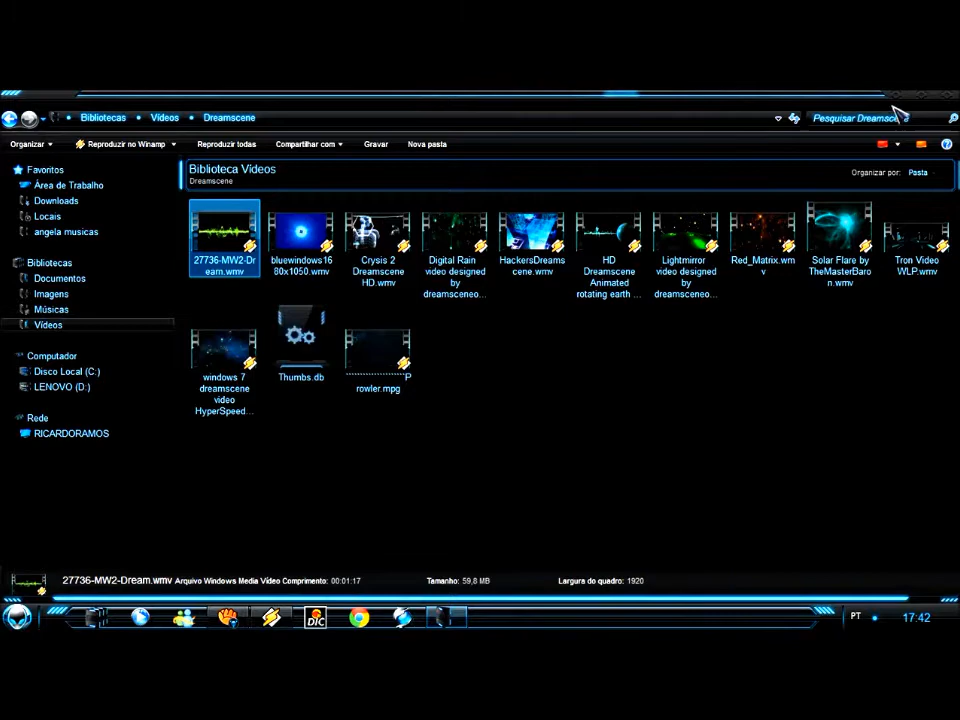 Bibliotecas • Vídeos • Dreamscene
Pesquisar Dreamsc
Organizar Reproduzir no Winamp Reproduzir todas Compartilhar com Gravar Nova pasta
Favoritos
Área de Trabalho
Downloads
Locais
angela musicas
Bibliotecas
Documentos
Imagens
Músicas
Vídeos
Computador
Disco Local (C:)
LENOVO (D:)
Rede
RICARDORAMOS
Biblioteca Vídeos
Dreamscene
Organizar por: Pasta
27736-MW2-Dr
eam.wmv
bluewindows16
80x1050.wmv
Crysis 2
Dreamscene
HD.wmv
Digital Rain
video designed
by
dreamsceneo...
HackersDreams
cene.wmv
HD
Dreamscene
Animated
rotating earth ...
Lightmirror
video designed
by
dreamsceneo...
Red_Matrix.wm
v
Solar Flare by
TheMasterBaro
n.wmv
Tron Video
WLP.wmv
windows 7
dreamscene
video
HyperSpeed...
Thumbs.db
P
rowler.mpg
27736-MW2-Dream.wmv Arquivo Windows Media Vídeo Comprimento: 00:01:17 Tamanho: 59,8 MB Largura do quadro: 1920
DIC
PT
17:42